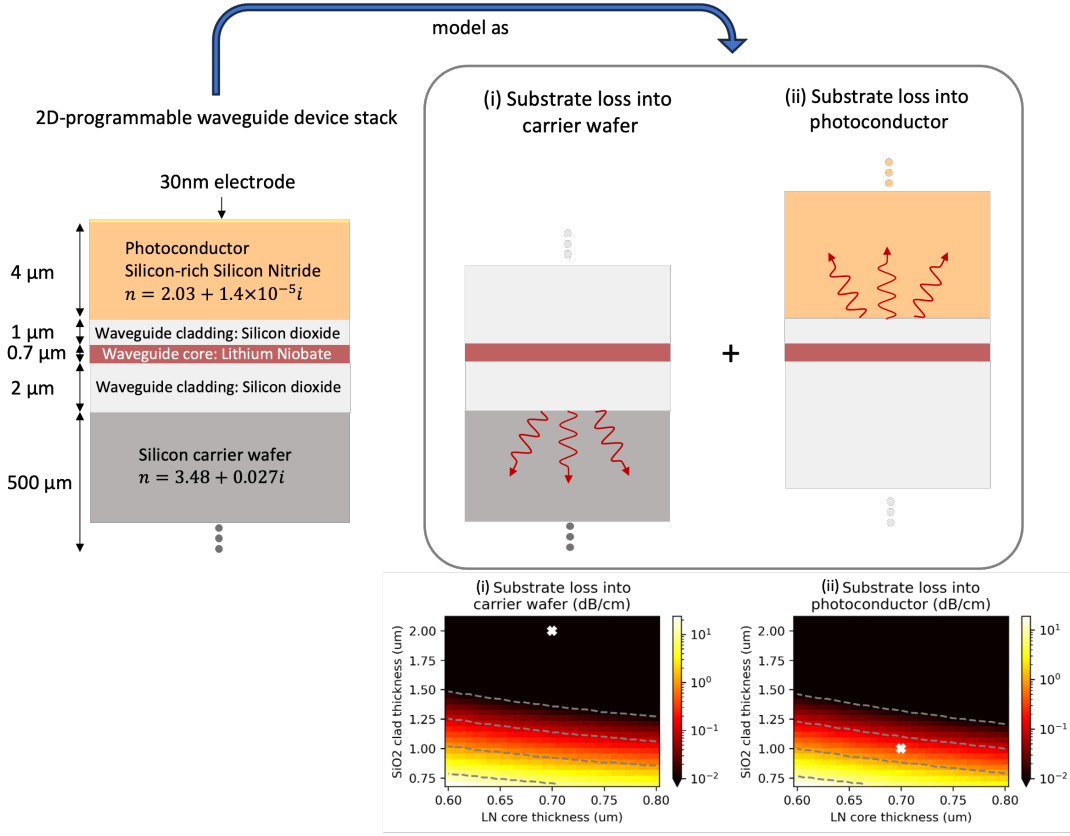 model as
2D-programmable waveguide device stack
30nm electrode
4 µm
Photoconductor
Silicon-rich Silicon Nitride
n = 2.03 + 1.4×10⁻⁵i
1 µm
Waveguide cladding: Silicon dioxide
0.7 µm
Waveguide core: Lithium Niobate
2 µm
Waveguide cladding: Silicon dioxide
500 µm
Silicon carrier wafer
n = 3.48 + 0.027i
(i) Substrate loss into
carrier wafer
+
(ii) Substrate loss into
photoconductor
(i) Substrate loss into
carrier wafer (dB/cm)
SiO2 clad thickness (um)
2.00
1.75
1.50
1.25
1.00
0.75
0.60 0.65 0.70 0.75 0.80
LN core thickness (um)
10¹
10⁰
10⁻¹
10⁻²
(ii) Substrate loss into
photoconductor (dB/cm)
SiO2 clad thickness (um)
2.00
1.75
1.50
1.25
1.00
0.75
0.60 0.65 0.70 0.75 0.80
LN core thickness (um)
10¹
10⁰
10⁻¹
10⁻²